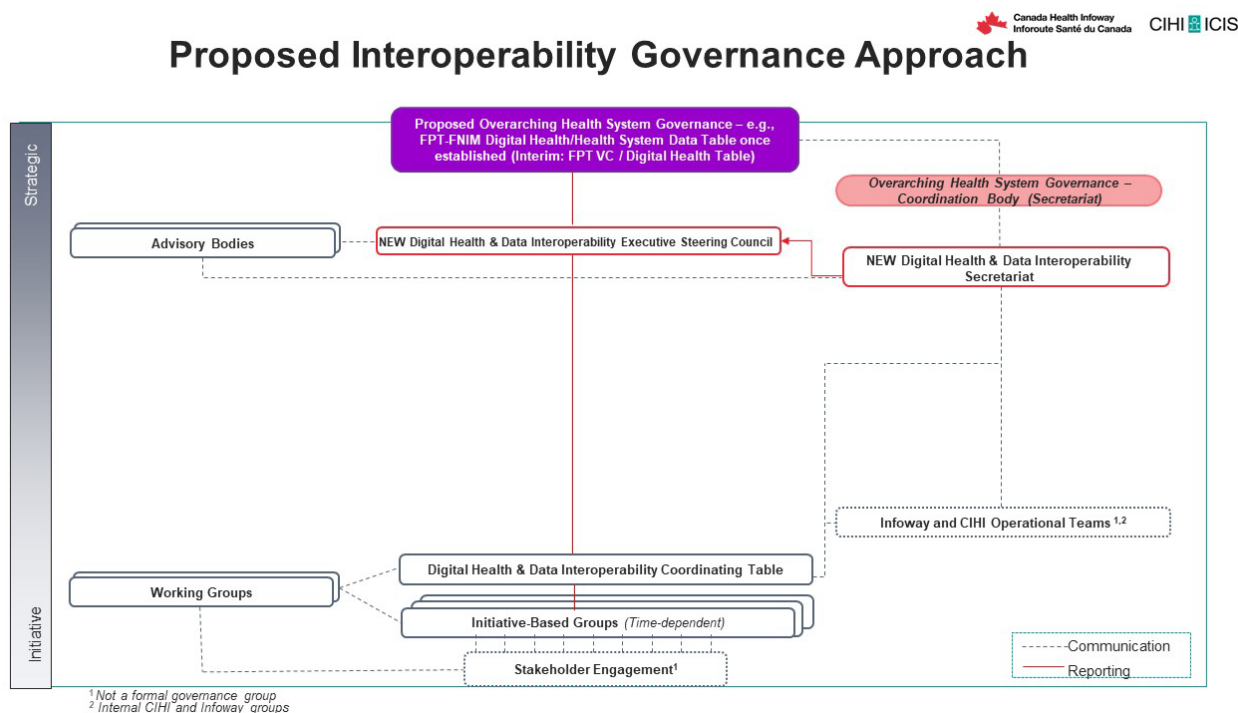 Canada Health Infoway
Inforoute Santé du Canada
CIHI ICIS
Proposed Interoperability Governance Approach
Strategic
Proposed Overarching Health System Governance – e.g.,
FPT-FNIM Digital Health/Health System Data Table once
established (Interim: FPT VC / Digital Health Table)
Overarching Health System Governance –
Coordination Body (Secretariat)
Advisory Bodies
NEW Digital Health & Data Interoperability Executive Steering Council
NEW Digital Health & Data Interoperability
Secretariat
Infoway and CIHI Operational Teams 1,2
Digital Health & Data Interoperability Coordinating Table
Working Groups
Initiative-Based Groups (Time-dependent)
Stakeholder Engagement1
Initiative
Communication
Reporting
1 Not a formal governance group
2 Internal CIHI and Infoway groups